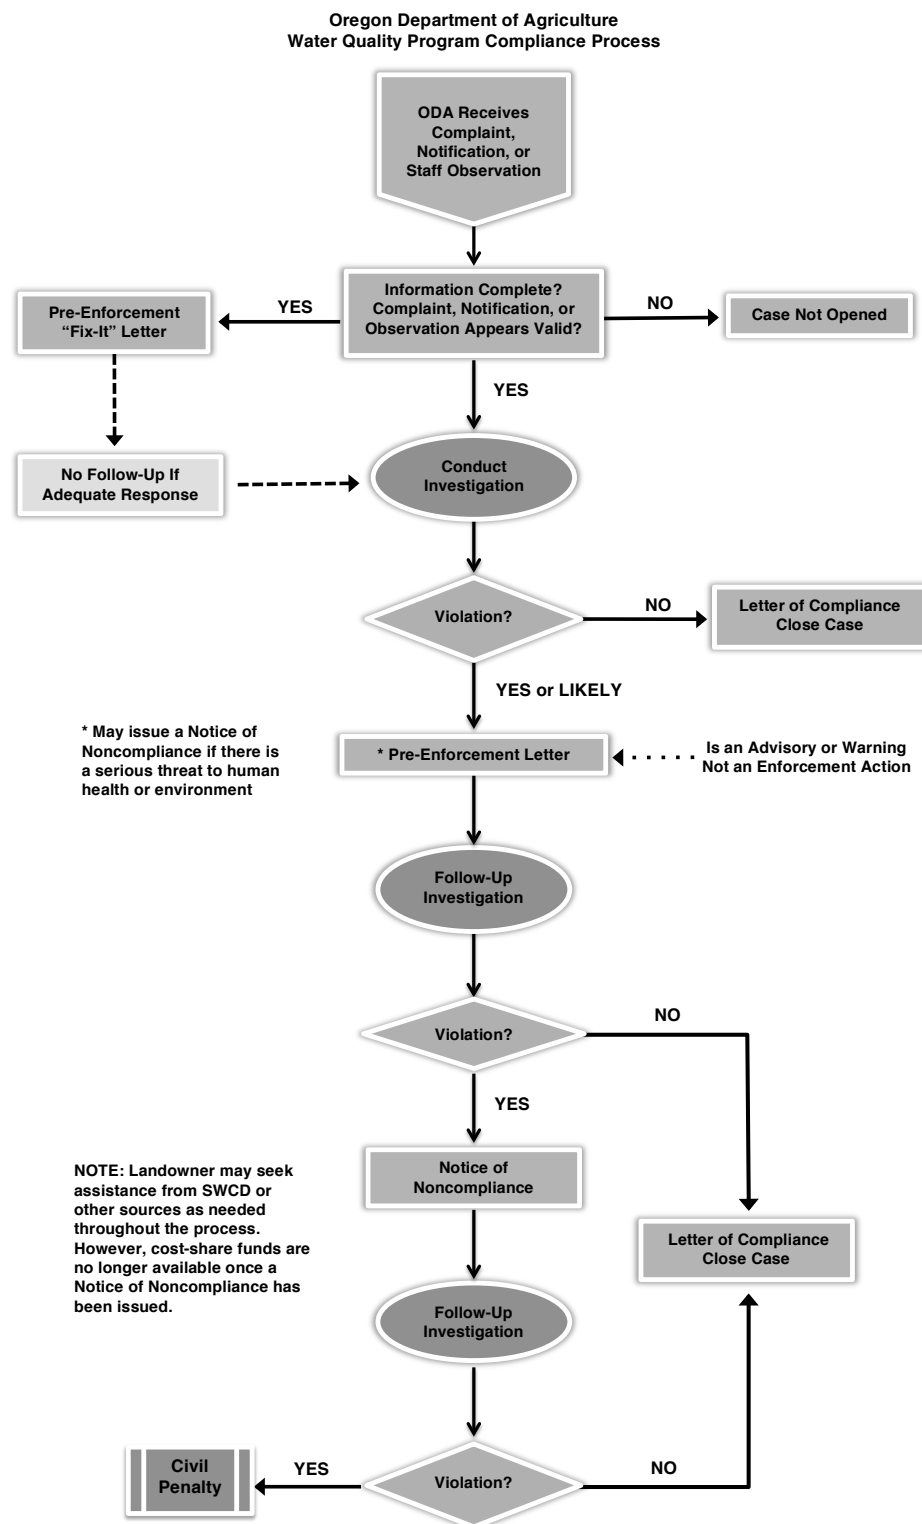 Oregon Department of Agriculture
Water Quality Program Compliance Process
ODA Receives
Complaint,
Notification, or
Staff Observation
Information Complete?
Complaint, Notification, or
Observation Appears Valid?
YES
NO
Pre-Enforcement
“Fix-It” Letter
Case Not Opened
YES
No Follow-Up If
Adequate Response
Conduct
Investigation
Violation?
NO
Letter of Compliance
Close Case
YES or LIKELY
* May issue a Notice of
Noncompliance if there is
a serious threat to human
health or environment
* Pre-Enforcement Letter
Is an Advisory or Warning
Not an Enforcement Action
Follow-Up
Investigation
Violation?
NO
YES
Notice of
Noncompliance
NOTE: Landowner may seek
assistance from SWCD or
other sources as needed
throughout the process.
However, cost-share funds are
no longer available once a
Notice of Noncompliance has
been issued.
Letter of Compliance
Close Case
Follow-Up
Investigation
Violation?
YES
NO
Civil
Penalty